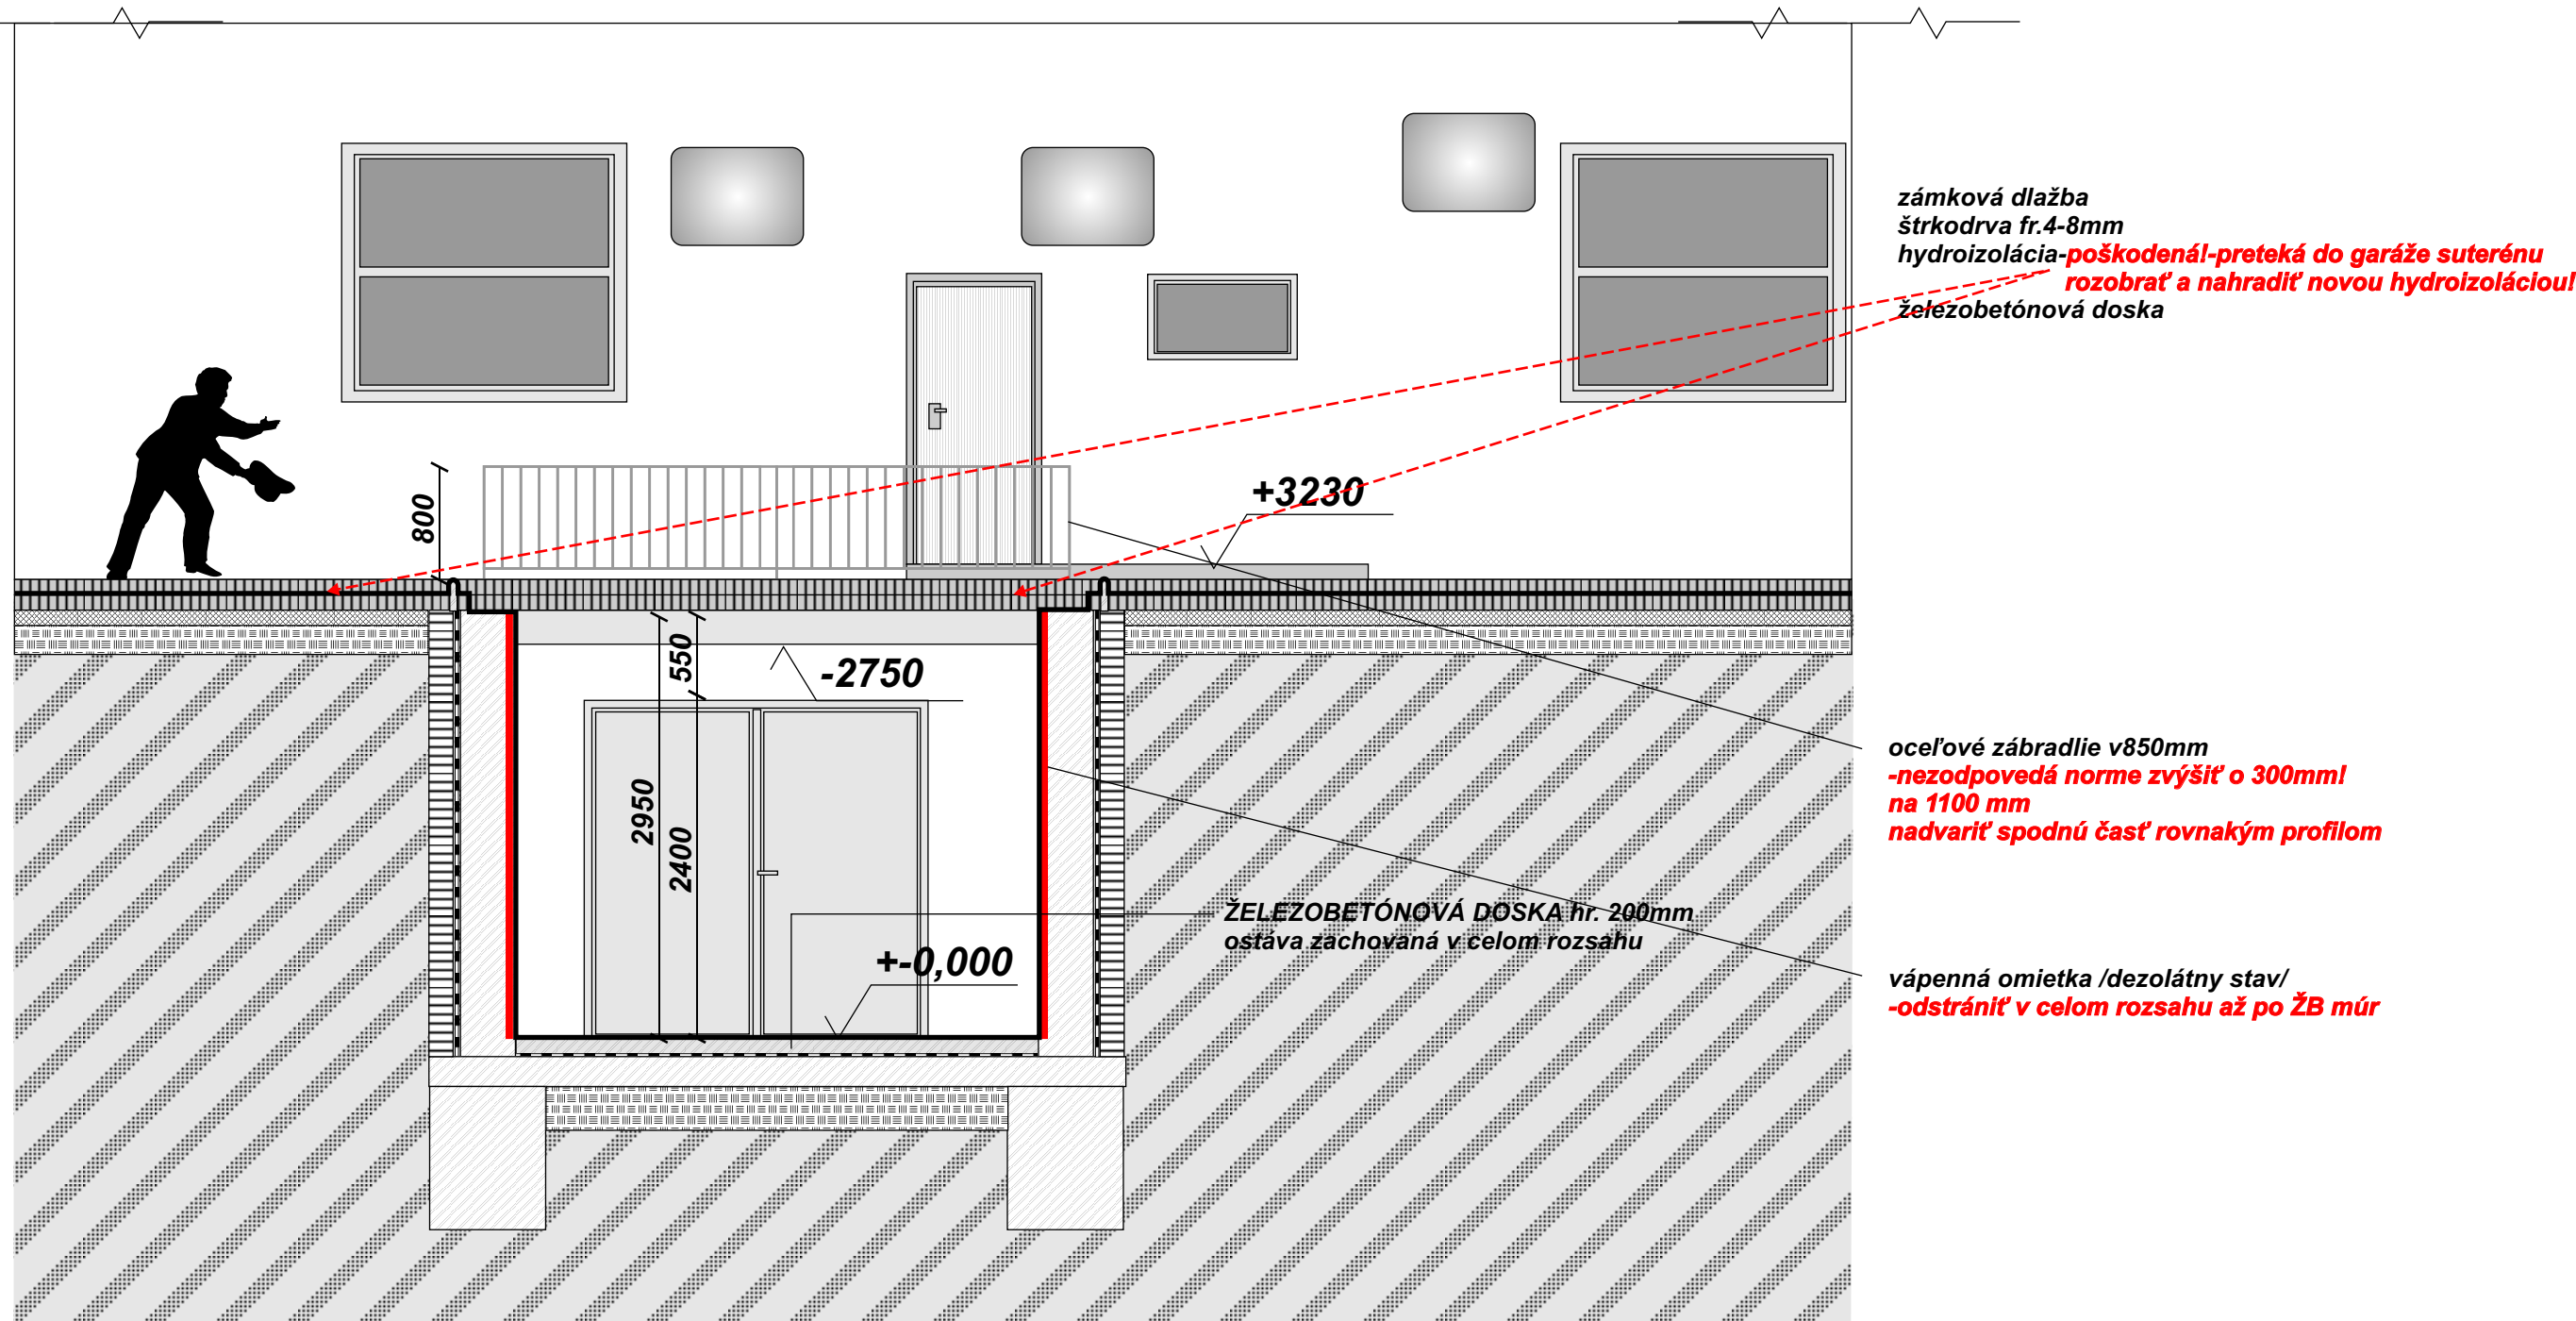 zámková dlažba
štrkodrva fr.4-8mm
hydroizolácia-poškodená!-preteká do garáže suterénu
rozobrať a nahradiť novou hydroizoláciou!
železobetónová doska
800
+3230
550
-2750
2950
2400
oceľové zábradlie v850mm
-nezodpovedá norme zvýšiť o 300mm!
na 1100 mm
nadvariť spodnú časť rovnakým profilom
ŽELEZOBETÓNOVÁ DOSKA hr. 200mm
ostáva zachovaná v celom rozsahu
+-0,000
vápenná omietka /dezolátny stav/
-odstrániť v celom rozsahu až po ŽB múr